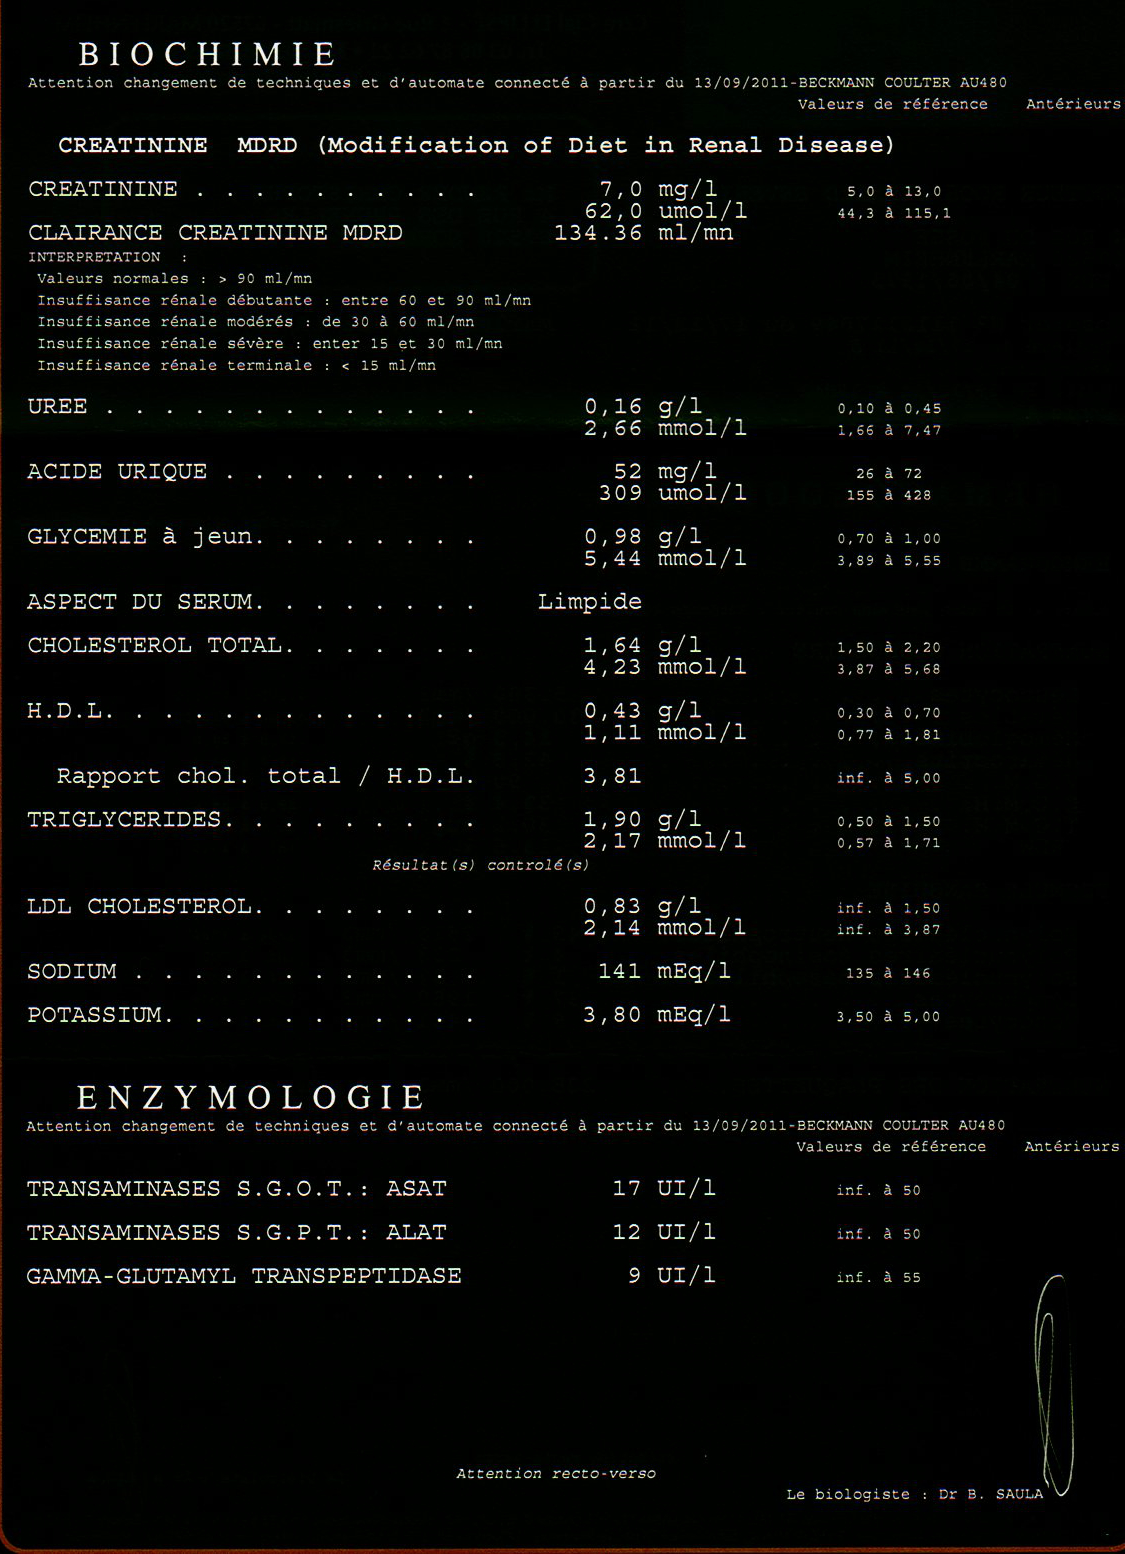 BIOCHIMIE
Attention changement de techniques et d'automate connecté à partir du 13/09/2011-BECKMANN COULTER AU480
Valeurs de référence Antérieurs
CREATININE MDRD (Modification of Diet in Renal Disease)
CREATININE . . . . . . . . . . 7,0 mg/l 5,0 à 13,0
62,0 umol/l 44,3 à 115,1
CLAIRANCE CREATININE MDRD 134.36 ml/mn
INTERPRETATION :
Valeurs normales : > 90 ml/mn
Insuffisance rénale débutante : entre 60 et 90 ml/mn
Insuffisance rénale modérés : de 30 à 60 ml/mn
Insuffisance rénale sévère : enter 15 et 30 ml/mn
Insuffisance rénale terminale : < 15 ml/mn
UREE . . . . . . . . . . . . . 0,16 g/l 0,10 à 0,45
2,66 mmol/l 1,66 à 7,47
ACIDE URIQUE . . . . . . . . . 52 mg/l 26 à 72
309 umol/l 155 à 428
GLYCEMIE à jeun. . . . . . . . 0,98 g/l 0,70 à 1,00
5,44 mmol/l 3,89 à 5,55
ASPECT DU SERUM. . . . . . . . Limpide
CHOLESTEROL TOTAL. . . . . . . 1,64 g/l 1,50 à 2,20
4,23 mmol/l 3,87 à 5,68
H.D.L. . . . . . . . . . . . . 0,43 g/l 0,30 à 0,70
1,11 mmol/l 0,77 à 1,81
Rapport chol. total / H.D.L. 3,81 inf. à 5,00
TRIGLYCERIDES. . . . . . . . . 1,90 g/l 0,50 à 1,50
2,17 mmol/l 0,57 à 1,71
Résultat(s) controlé(s)
LDL CHOLESTEROL. . . . . . . . 0,83 g/l inf. à 1,50
2,14 mmol/l inf. à 3,87
SODIUM . . . . . . . . . . . . 141 mEq/l 135 à 146
POTASSIUM. . . . . . . . . . . 3,80 mEq/l 3,50 à 5,00
ENZYMOLOGIE
Attention changement de techniques et d'automate connecté à partir du 13/09/2011-BECKMANN COULTER AU480
Valeurs de référence Antérieurs
TRANSAMINASES S.G.O.T.: ASAT 17 UI/l inf. à 50
TRANSAMINASES S.G.P.T.: ALAT 12 UI/l inf. à 50
GAMMA-GLUTAMYL TRANSPEPTIDASE 9 UI/l inf. à 55
Attention recto-verso
Le biologiste : Dr B. SAULA